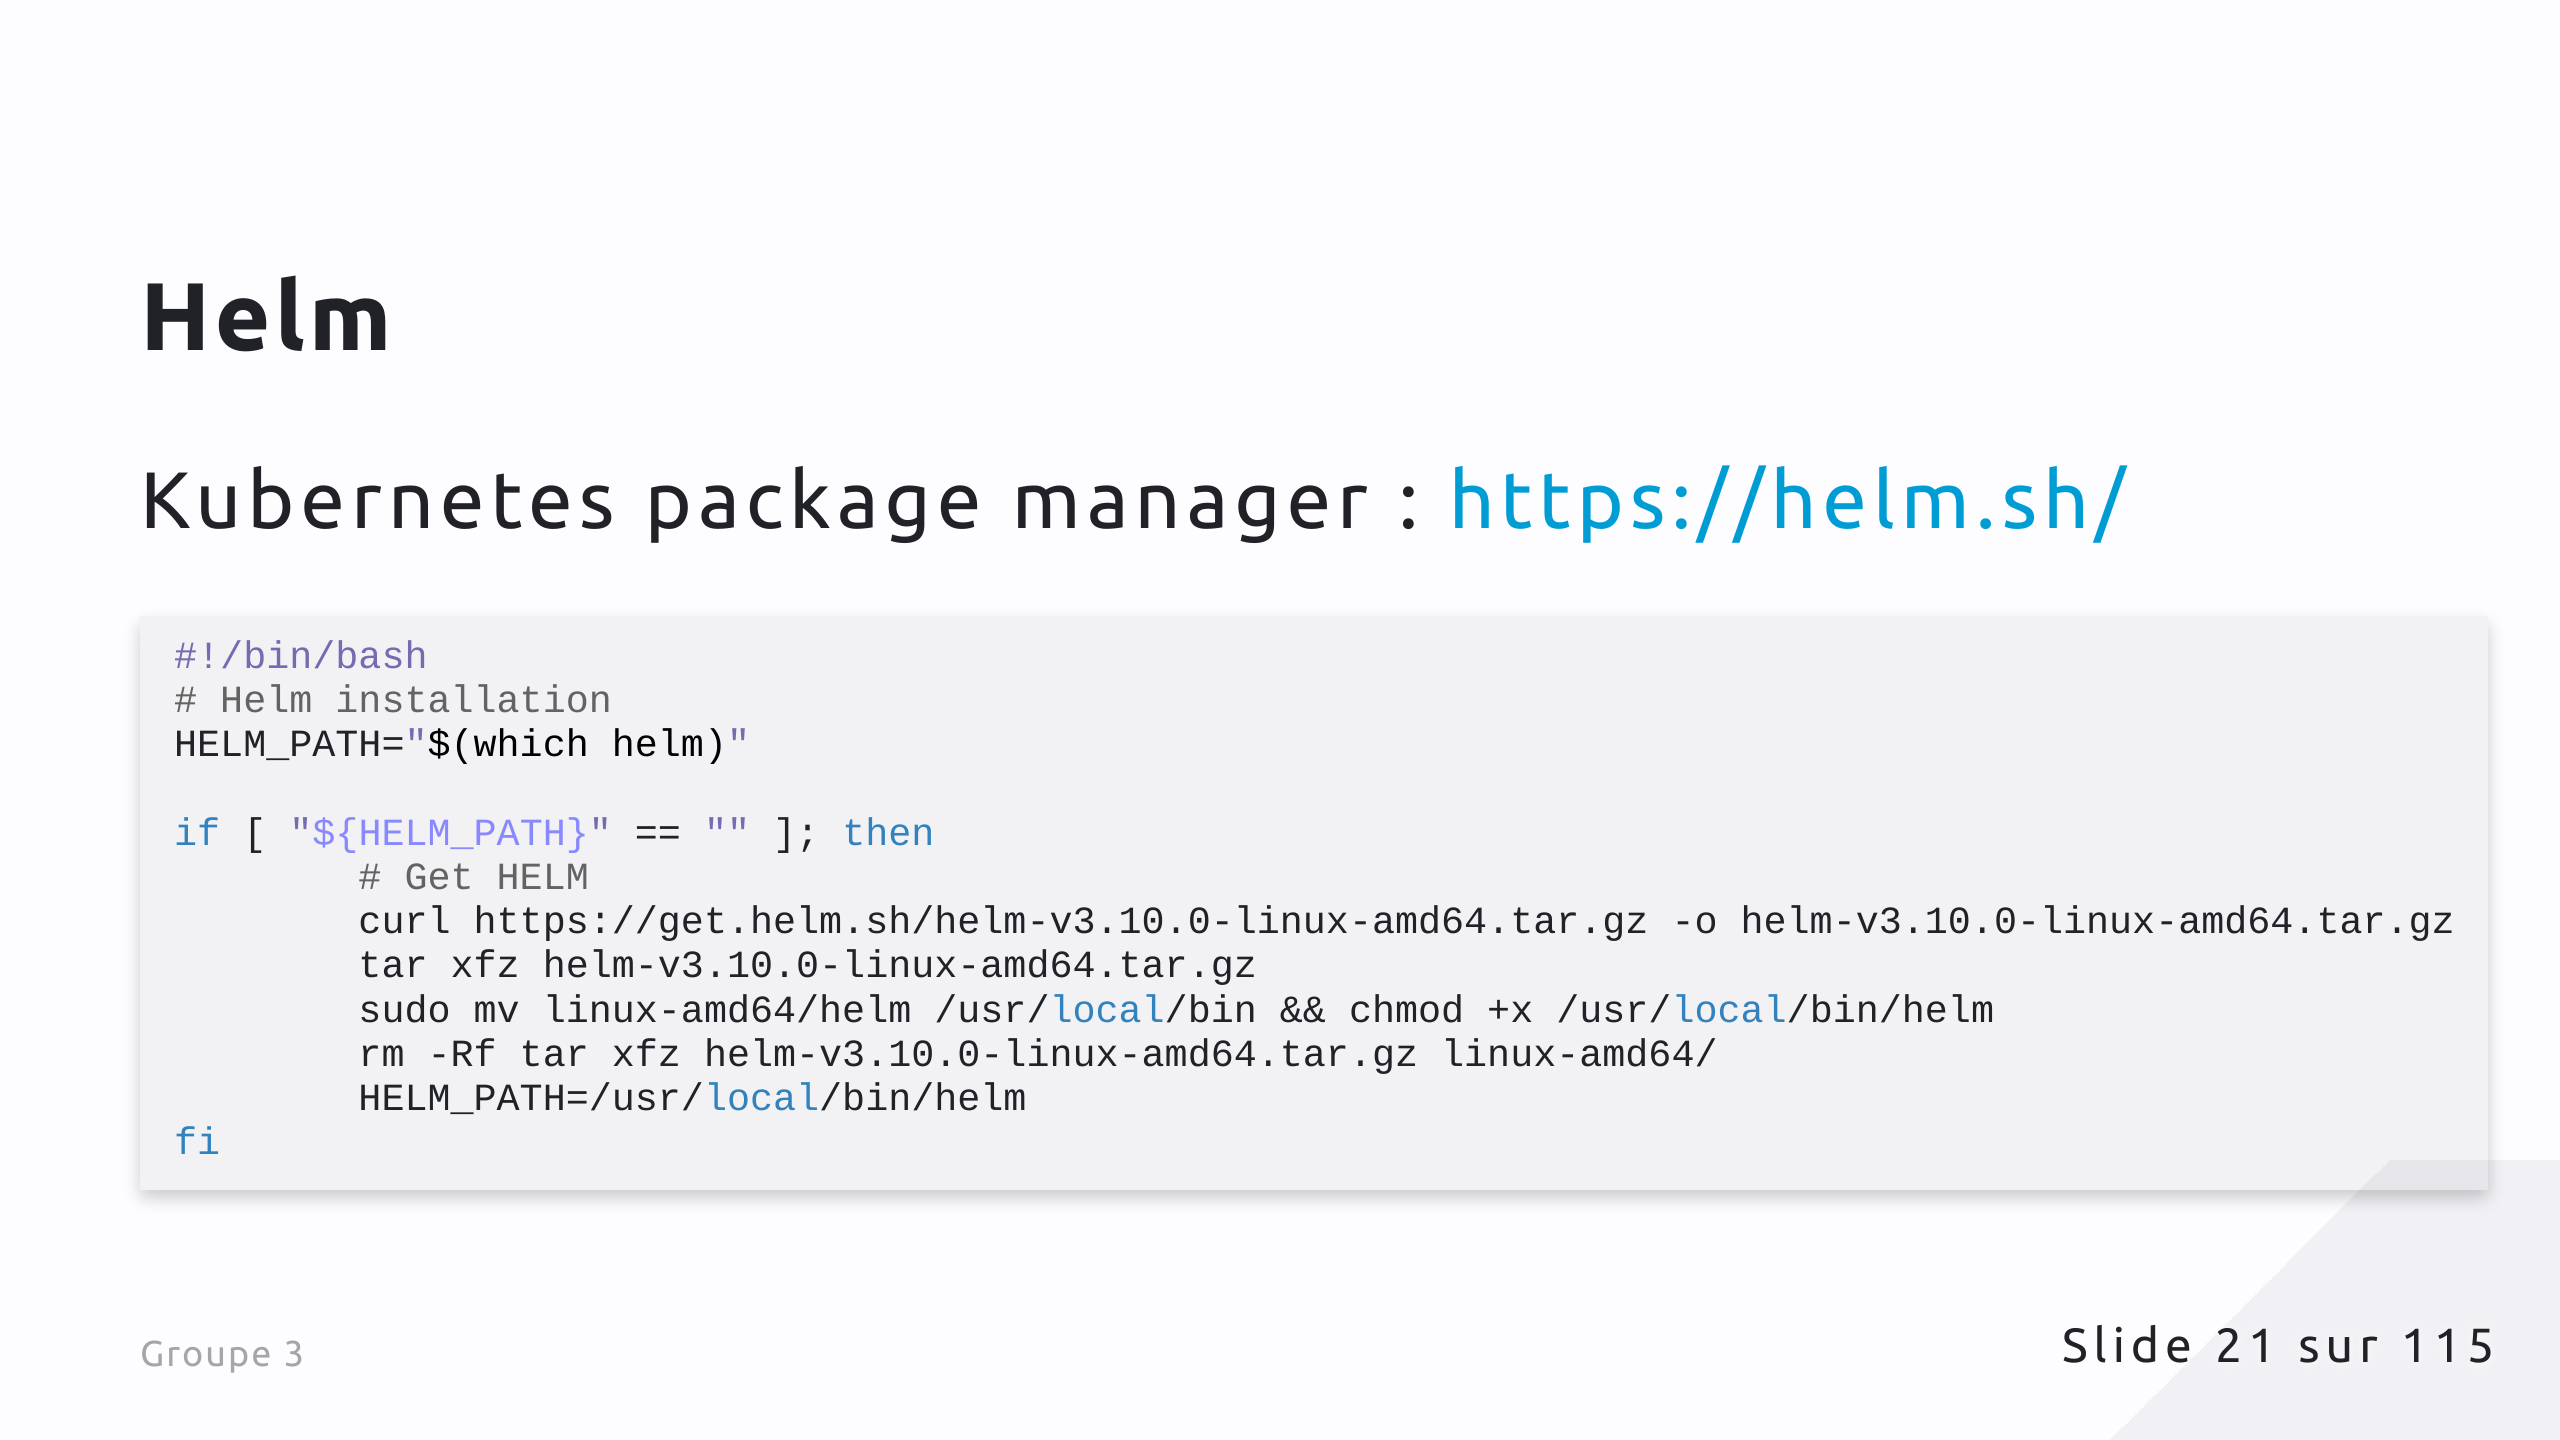 Helm
Kubernetes package manager : https://helm.sh/
#!/bin/bash
# Helm installation
HELM_PATH="$(which helm)"
if [ "${HELM_PATH}" == "" ]; then
# Get HELM
curl https://get.helm.sh/helm-v3.10.0-linux-amd64.tar.gz -o helm-v3.10.0-linux-amd64.tar.gz
tar xfz helm-v3.10.0-linux-amd64.tar.gz
sudo mv linux-amd64/helm /usr/local/bin && chmod +x /usr/local/bin/helm
rm -Rf tar xfz helm-v3.10.0-linux-amd64.tar.gz linux-amd64/
HELM_PATH=/usr/local/bin/helm
fi
Groupe 3
Slide 21 sur 115